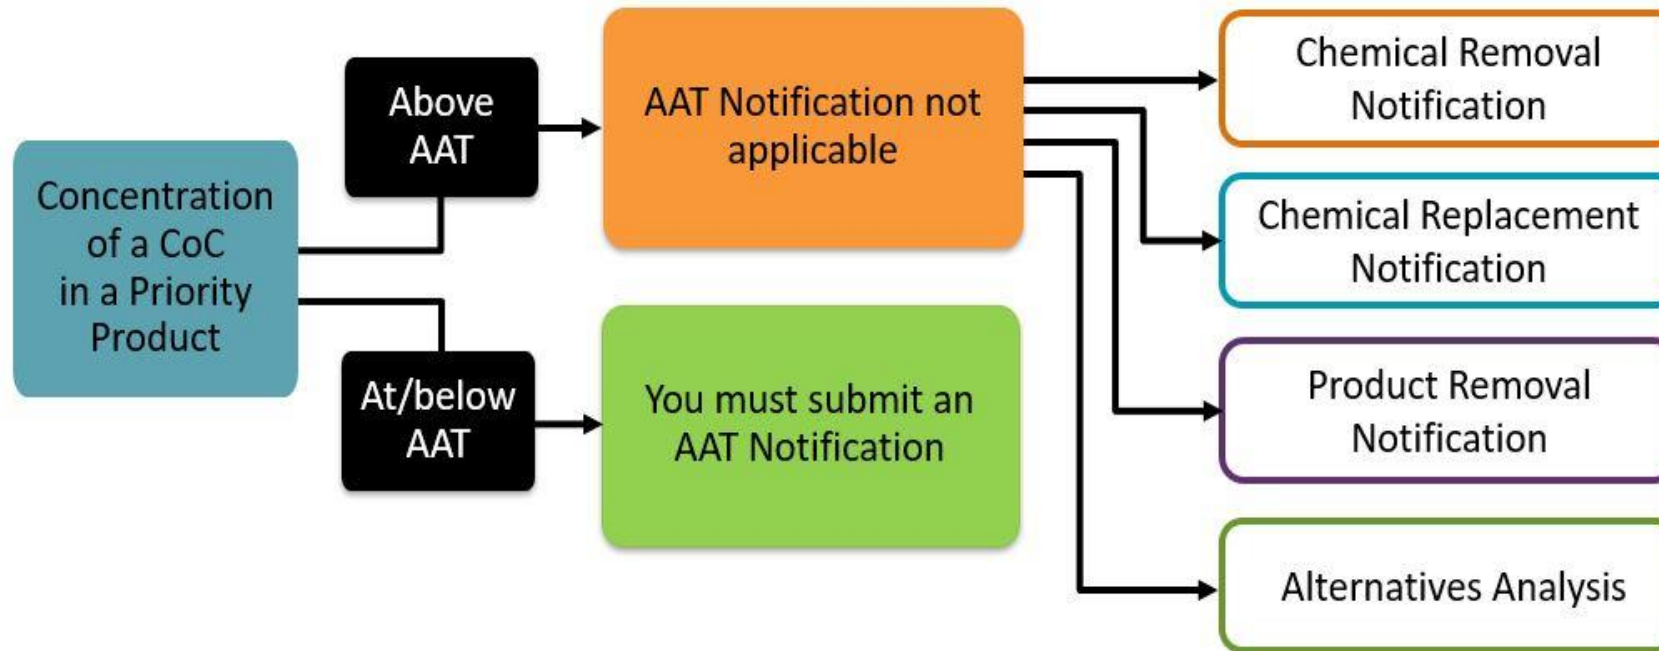 Concentration
of a CoC
in a Priority
Product
Above
AAT
At/below
AAT
AAT Notification not
applicable
You must submit an
AAT Notification
Chemical Removal
Notification
Chemical Replacement
Notification
Product Removal
Notification
Alternatives Analysis